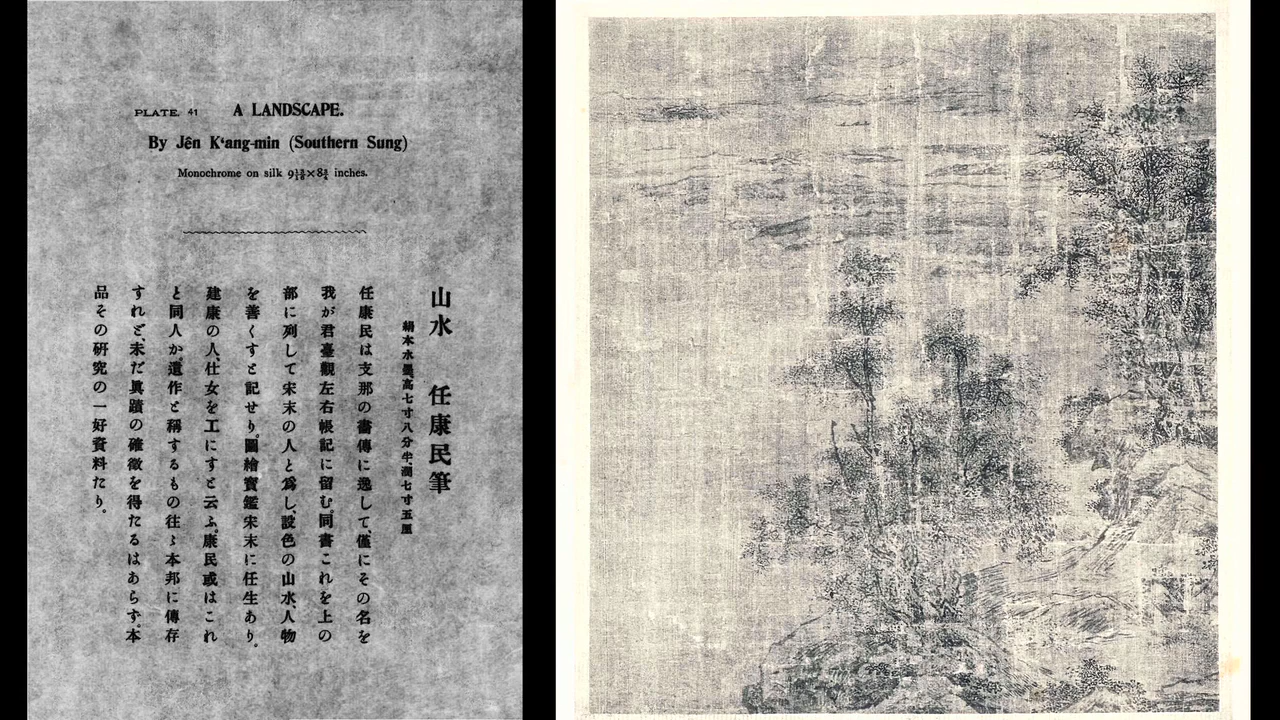 PLATE. 41 A LANDSCAPE.
By Jên K‘ang-min (Southern Sung)
Monochrome on silk 9 13/16 × 8 3/4 inches.
山水 任康民筆
絹本水墨、高七寸八分半濶七寸五厘
任康民は支那の畫傳に逸して、僅にその名を
我が君臺觀左右帳記に留む。同書これを上の
部に列して宋末の人と爲し、設色の山水、人物
を善くすと記せり。圖繪寶鑑宋末に任生あり。
建康の人、仕女を工にすと云ふ。康民或はこれ
と同人か。遺作と稱するもの往々本邦に傳存
すれど、未だ眞蹟の確徴を得たるはあらず。本
品その研究の一好資料たり。